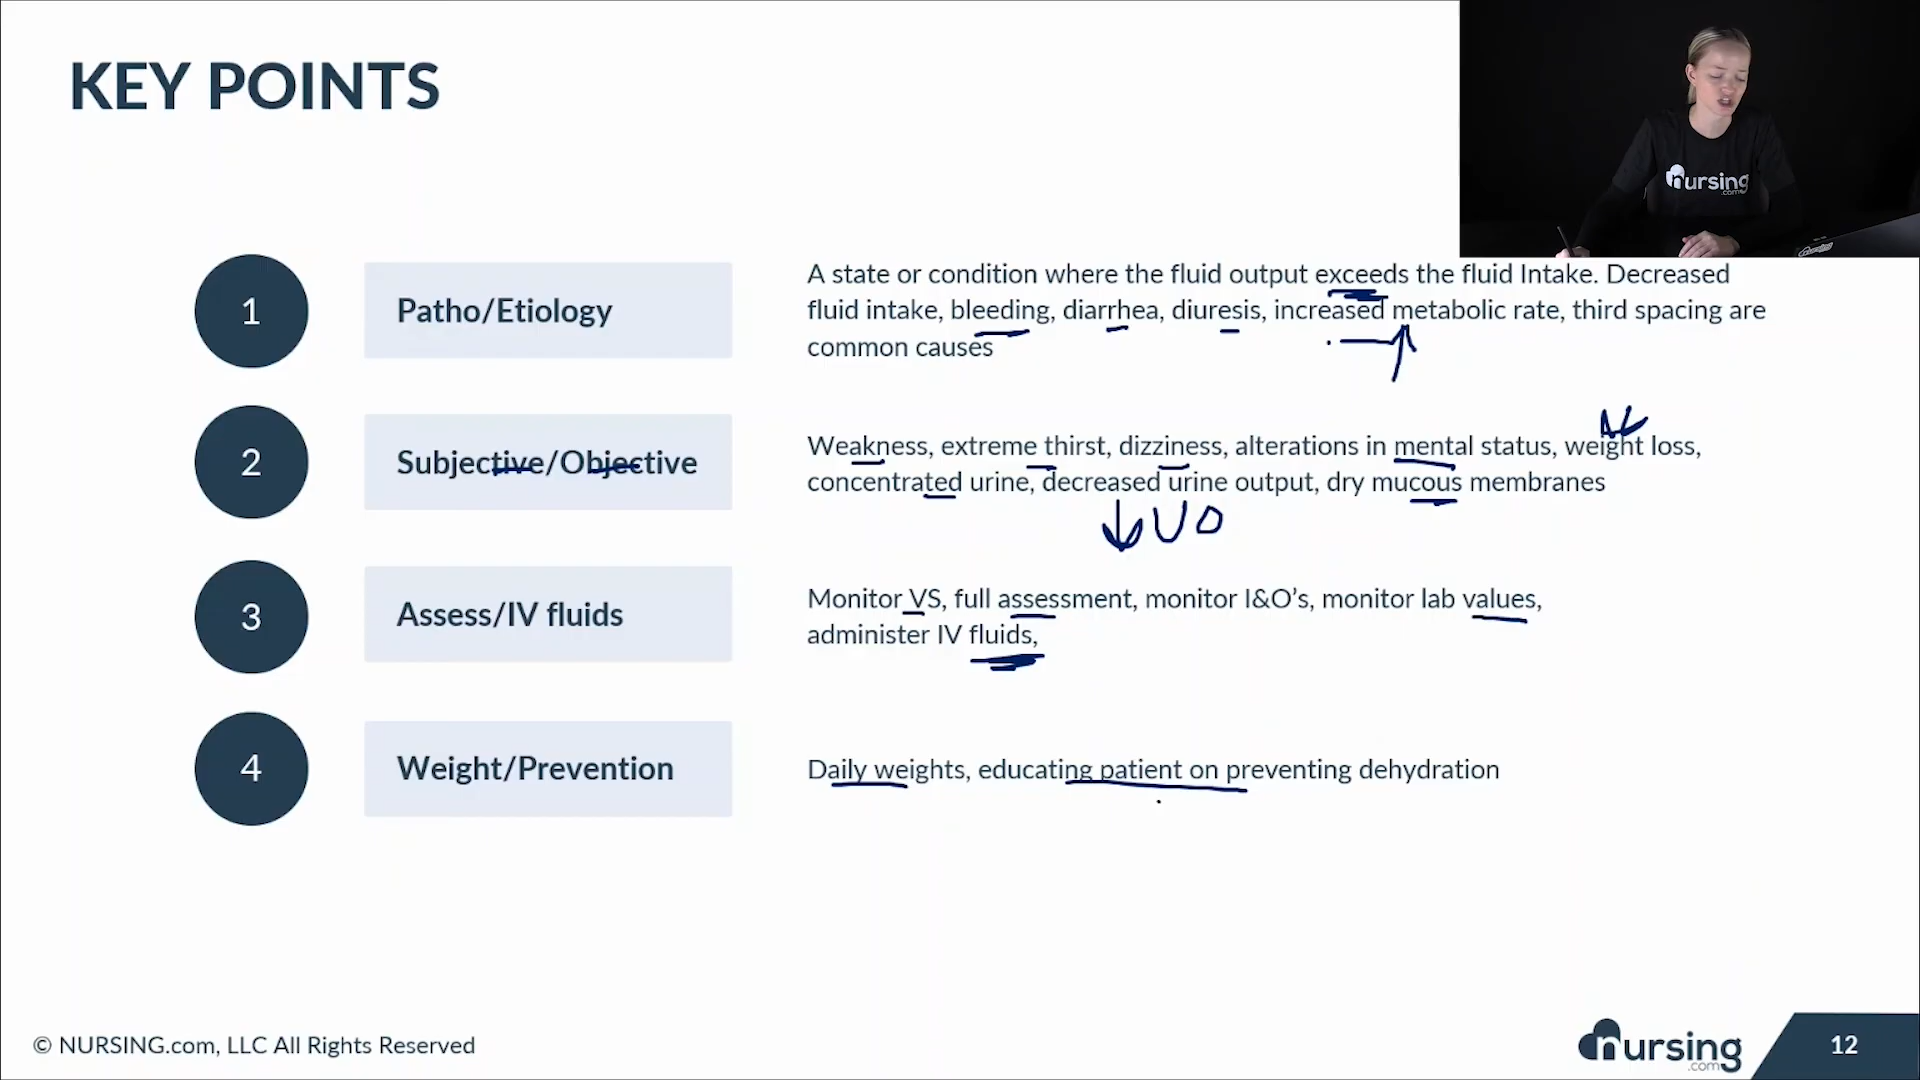 KEY POINTS
nursing
.com
1
Patho/Etiology
A state or condition where the fluid output exceeds the fluid Intake. Decreased
fluid intake, bleeding, diarrhea, diuresis, increased metabolic rate, third spacing are
common causes
2
Subjective/Objective
Weakness, extreme thirst, dizziness, alterations in mental status, weight loss,
concentrated urine, decreased urine output, dry mucous membranes
↓ UO
3
Assess/IV fluids
Monitor VS, full assessment, monitor I&O’s, monitor lab values,
administer IV fluids,
4
Weight/Prevention
Daily weights, educating patient on preventing dehydration
© NURSING.com, LLC All Rights Reserved
nursing
.com
12